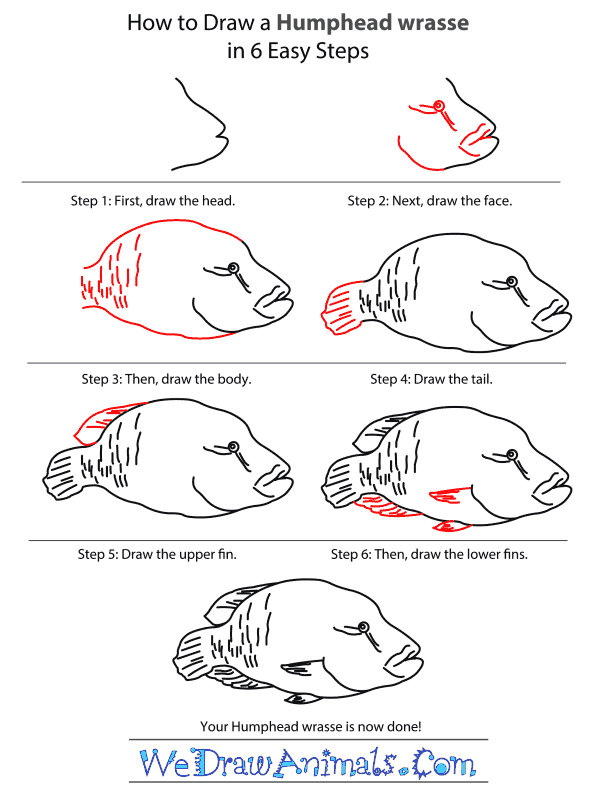 How to Draw a Humphead wrasse
in 6 Easy Steps
Step 1: First, draw the head.
Step 2: Next, draw the face.
Step 3: Then, draw the body.
Step 4: Draw the tail.
Step 5: Draw the upper fin.
Step 6: Then, draw the lower fins.
Your Humphead wrasse is now done!
WeDrawAnimals.Com